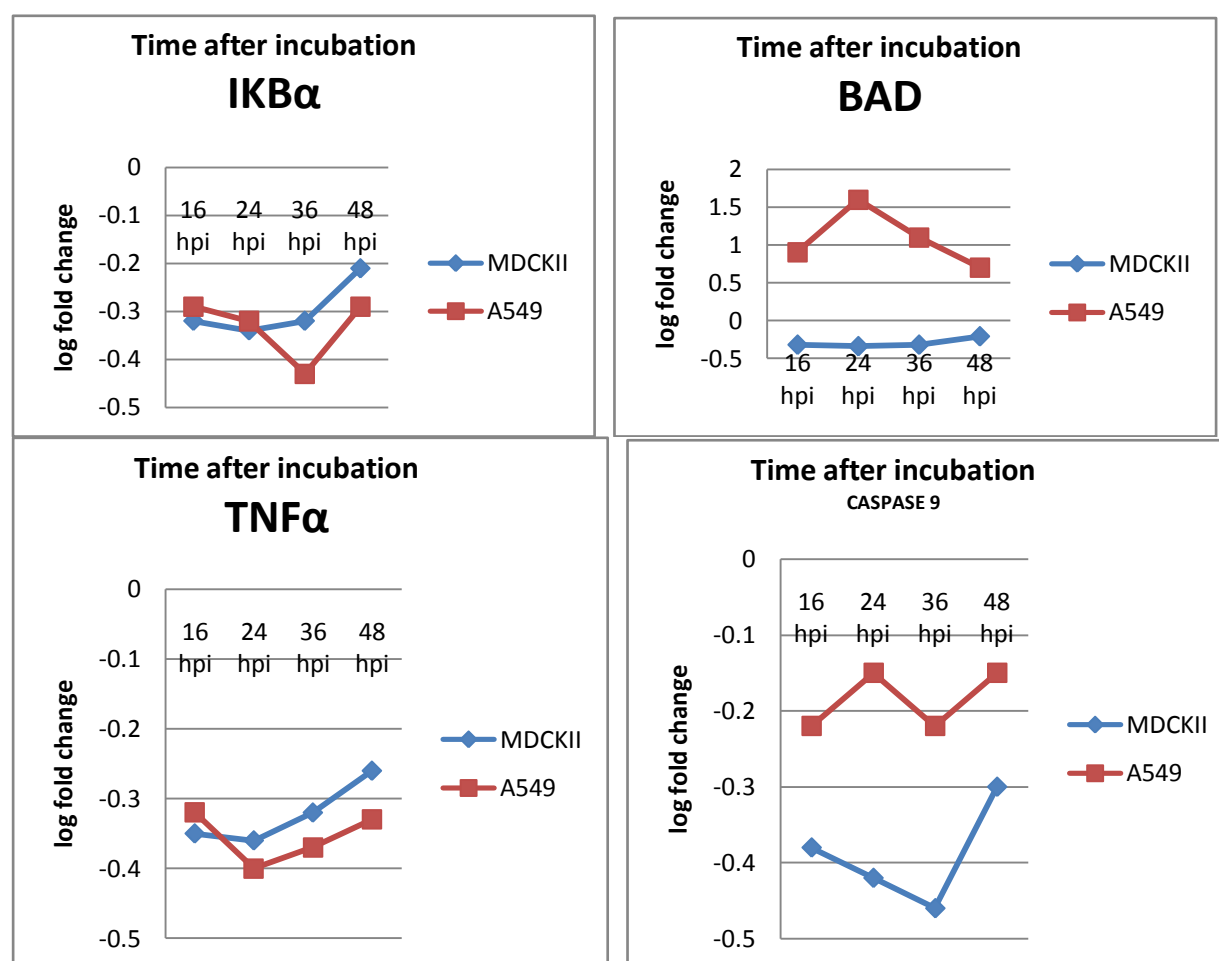 Time after incubation
IKBα
0
-0.1
-0.2
-0.3
-0.4
-0.5
log fold change
16 hpi
24 hpi
36 hpi
48 hpi
MDCKII
A549
Time after incubation
BAD
2
1.5
1
0.5
0
-0.5
log fold change
16 hpi
24 hpi
36 hpi
48 hpi
MDCKII
A549
Time after incubation
TNFα
0
-0.1
-0.2
-0.3
-0.4
-0.5
log fold change
16 hpi
24 hpi
36 hpi
48 hpi
MDCKII
A549
Time after incubation
CASPASE 9
0
-0.1
-0.2
-0.3
-0.4
-0.5
log fold change
16 hpi
24 hpi
36 hpi
48 hpi
MDCKII
A549